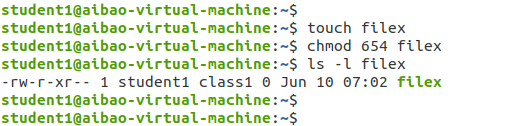 student1@aibao-virtual-machine:~$
student1@aibao-virtual-machine:~$ touch filex
student1@aibao-virtual-machine:~$ chmod 654 filex
student1@aibao-virtual-machine:~$ ls -l filex
-rw-r-xr-- 1 student1 class1 0 Jun 10 07:02 filex
student1@aibao-virtual-machine:~$
student1@aibao-virtual-machine:~$